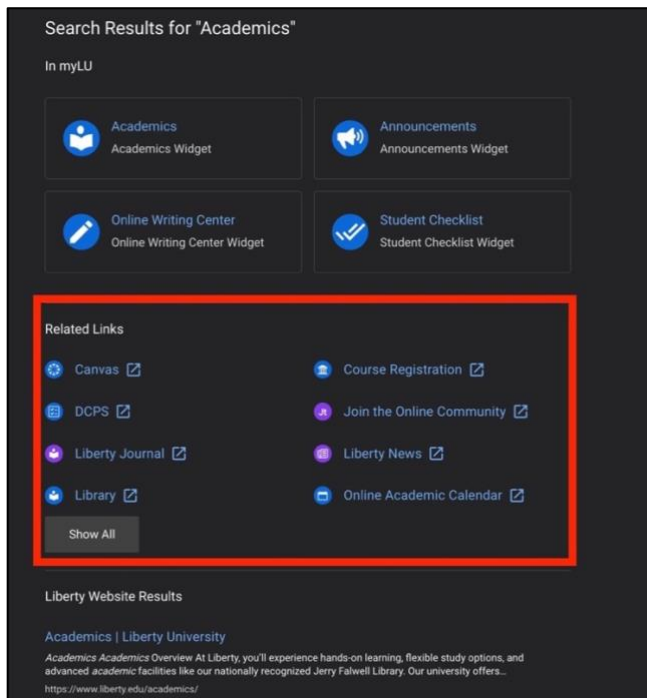 Search Results for "Academics"
In myLU
Academics
Academics Widget
Announcements
Announcements Widget
Online Writing Center
Online Writing Center Widget
Student Checklist
Student Checklist Widget
Related Links
Canvas
Course Registration
DCPS
Join the Online Community
Liberty Journal
Liberty News
Library
Online Academic Calendar
Show All
Liberty Website Results
Academics | Liberty University
Academics Academics Overview At Liberty, you'll experience hands-on learning, flexible study options, and
advanced academic facilities like our nationally recognized Jerry Falwell Library. Our university offers...
https://www.liberty.edu/academics/